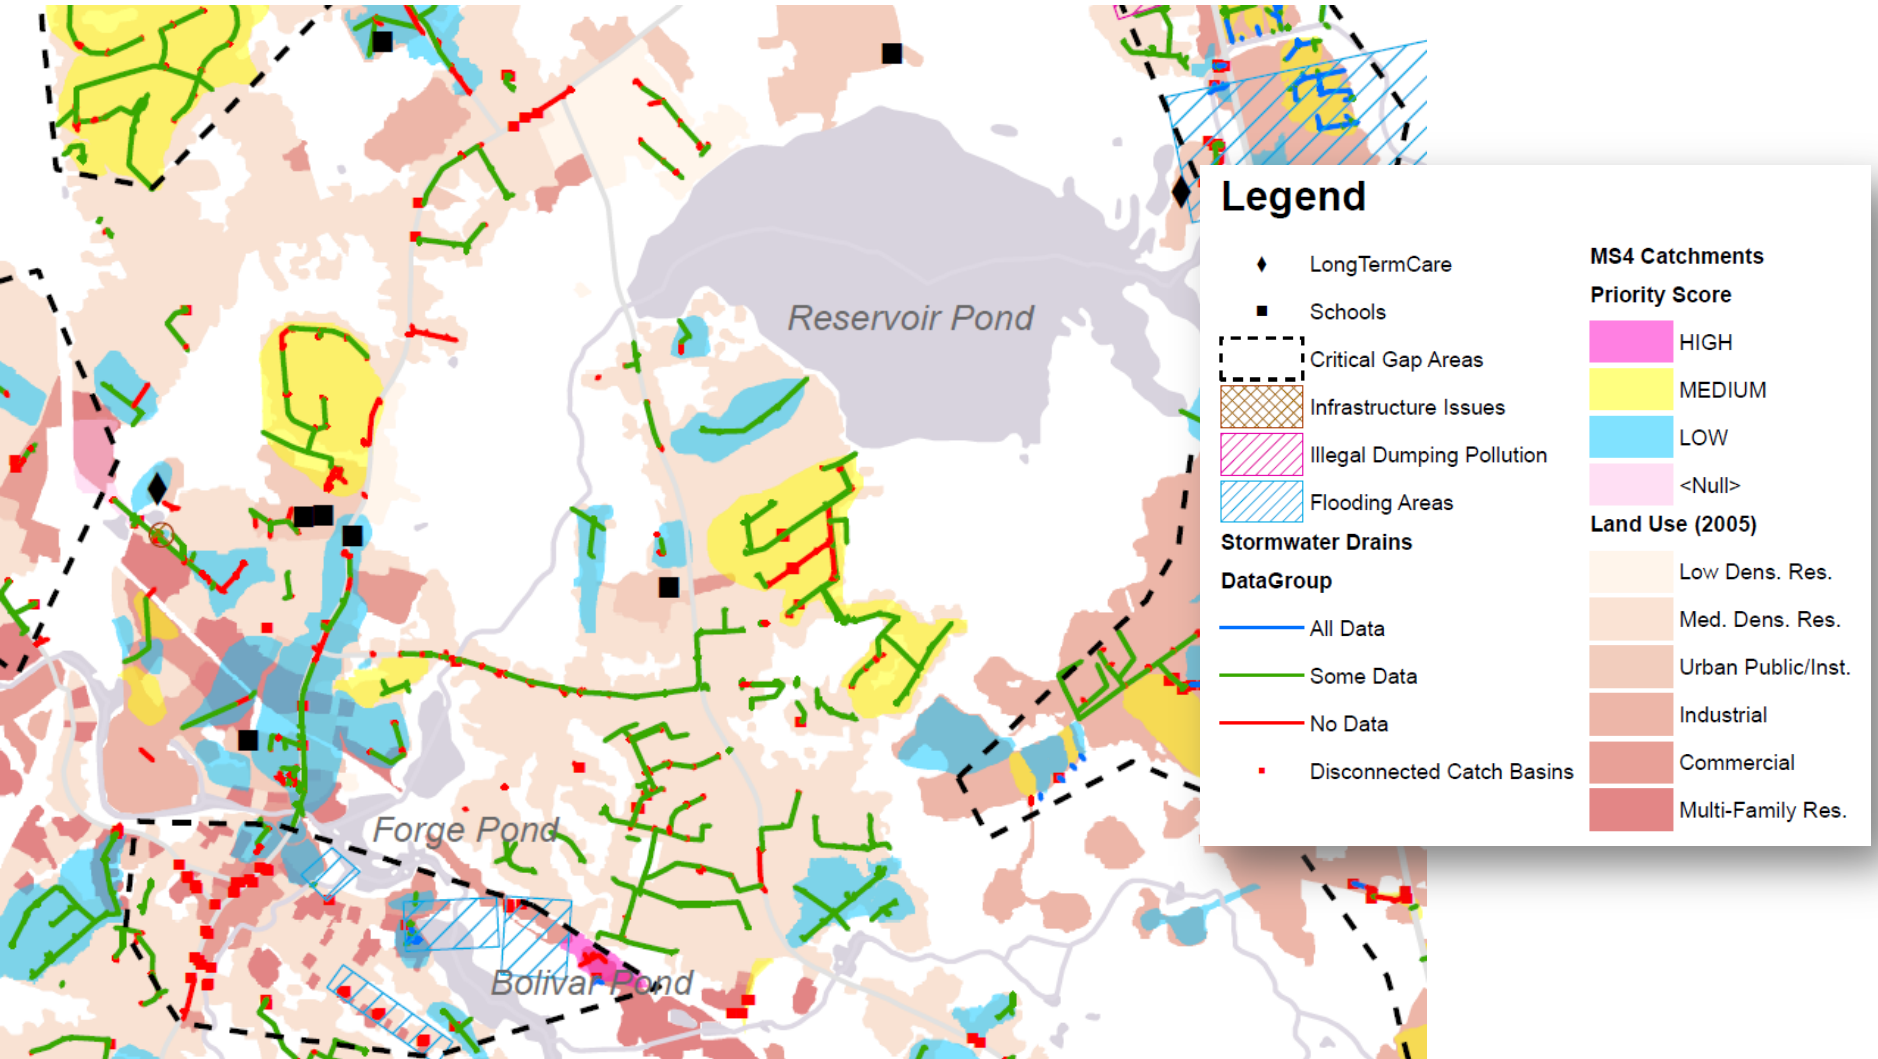 Reservoir Pond
Forge Pond
Bolivar Pond
Legend
LongTermCare
Schools
Critical Gap Areas
Infrastructure Issues
Illegal Dumping Pollution
Flooding Areas
Stormwater Drains
DataGroup
All Data
Some Data
No Data
Disconnected Catch Basins
MS4 Catchments
Priority Score
HIGH
MEDIUM
LOW
<Null>
Land Use (2005)
Low Dens. Res.
Med. Dens. Res.
Urban Public/Inst.
Industrial
Commercial
Multi-Family Res.